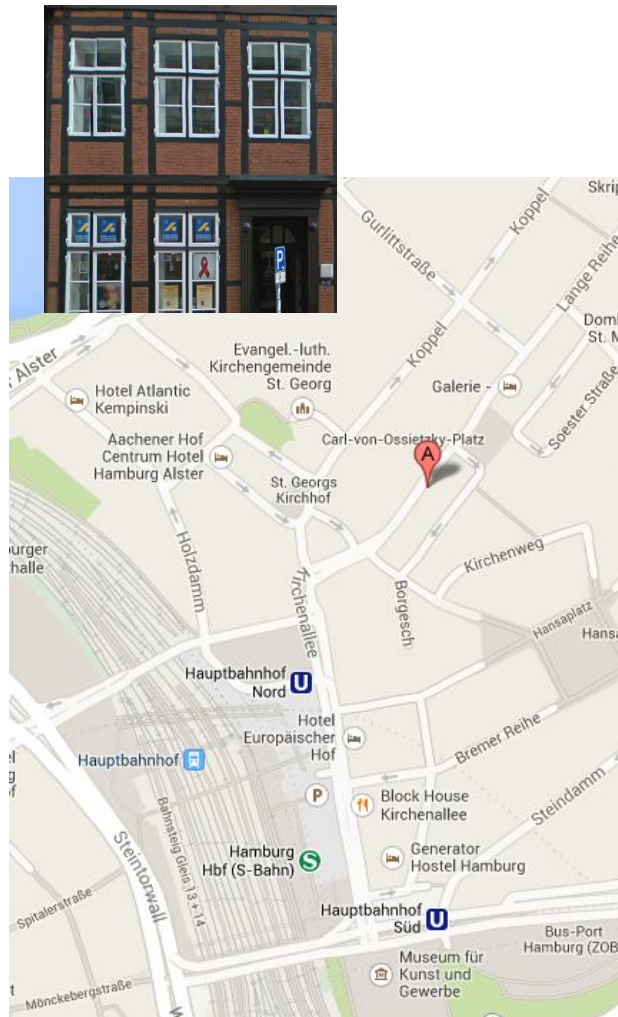 P
Skrip
Gurlittstraße
Koppel
Lange Reihe
Evangel.-luth.
Kirchengemeinde
St. Georg
Koppel
Doml
St. M
Alster
Hotel Atlantic
Kempinski
Galerie -
Soester Straße
Aachener Hof
Centrum Hotel
Hamburg Alster
Carl-von-Ossietzky-Platz
A
St. Georgs
Kirchhof
burger
thalle
Holzdamm
Kirchenallee
Borgesch
Kirchenweg
Hansaplatz
Hansa
Hauptbahnhof
Nord
U
Hotel
Europäischer
Hof
Bremer Reihe
Hauptbahnhof
P
Block House
Kirchenallee
Steindamm
Steintorwall
Bahnsteig Gleis 13 + 14
Hamburg
Hbf (S-Bahn)
S
Generator
Hostel Hamburg
Spitalerstraße
Hauptbahnhof
Süd
U
Bus-Port
Hamburg (ZOB
Museum für
Kunst und
Gewerbe
Mönckebergstraße